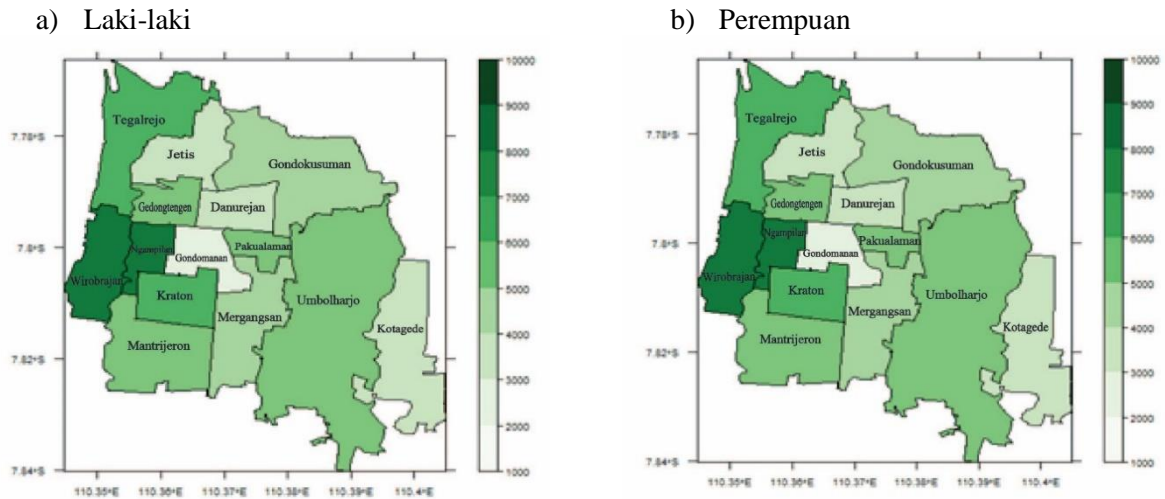 a) Laki-laki
b) Perempuan
Tegalrejo
Jetis
Gondokusuman
Gedongtengen
Danurejan
Ngampilan
Pakualaman
Wirobrajan
Gondomanan
Kraton
Umbolharjo
Mergangsan
Kotagede
Mantrijeron
7.78°S
7.8°S
7.82°S
7.84°S
110.35°E
110.36°E
110.37°E
110.38°E
110.39°E
110.4°E
10000
9000
8000
7000
6000
5000
4000
3000
2000
1000
Tegalrejo
Jetis
Gondokusuman
Gedongtengen
Danurejan
Ngampilan
Pakualaman
Gondomanan
Wirobrajan
Kraton
Umbolharjo
Mergangsan
Kotagede
Mantrijeron
7.78°S
7.8°S
7.82°S
7.84°S
110.35°E
110.36°E
110.37°E
110.38°E
110.39°E
110.4°E
10000
9000
8000
7000
6000
5000
4000
3000
2000
1000